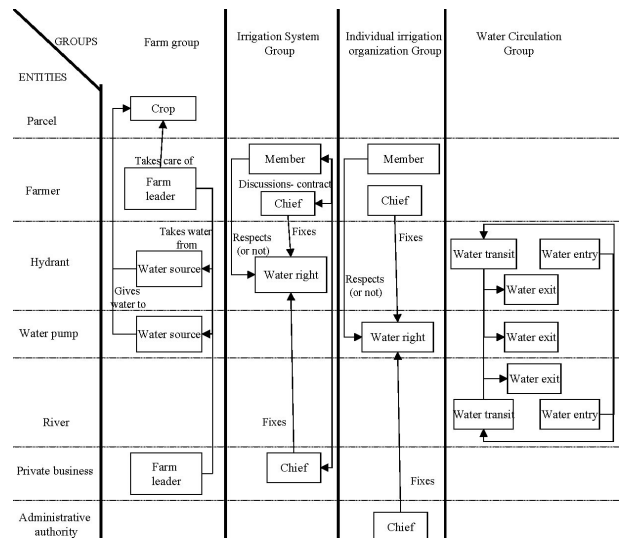 GROUPS
ENTITIES
Farm group
Irrigation System
Group
Individual irrigation
organization Group
Water Circulation
Group
Parcel
Crop
Takes care of
Farmer
Farm
leader
Member
Discussions- contract
Chief
Fixes
Member
Chief
Fixes
Hydrant
Takes water
from
Water source
Gives
water to
Respects
(or not)
Water right
Respects
(or not)
Water transit
Water entry
Water exit
Water pump
Water source
Water right
Water exit
River
Fixes
Water exit
Water transit
Water entry
Private business
Farm
leader
Chief
Fixes
Administrative
authority
Chief